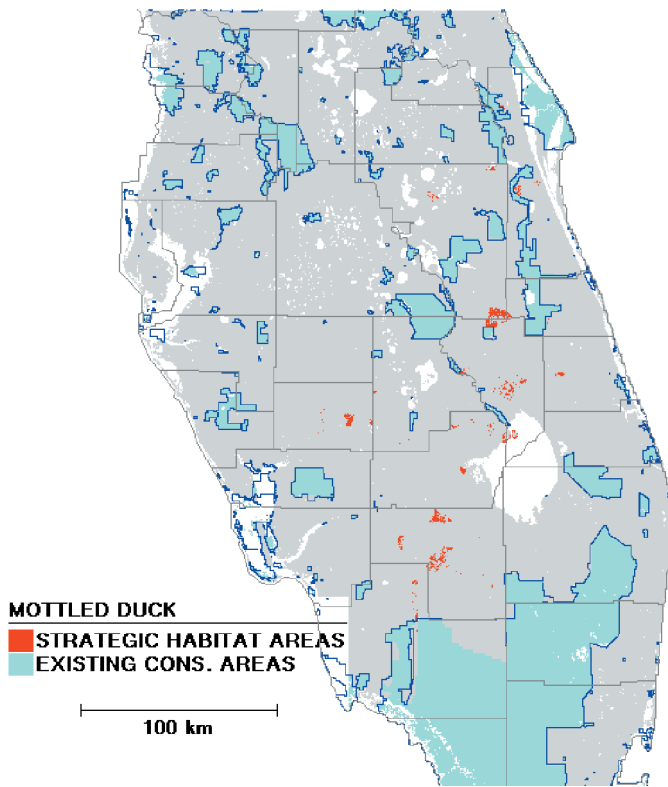 MOTTLED DUCK
STRATEGIC HABITAT AREAS
EXISTING CONS. AREAS
100 km